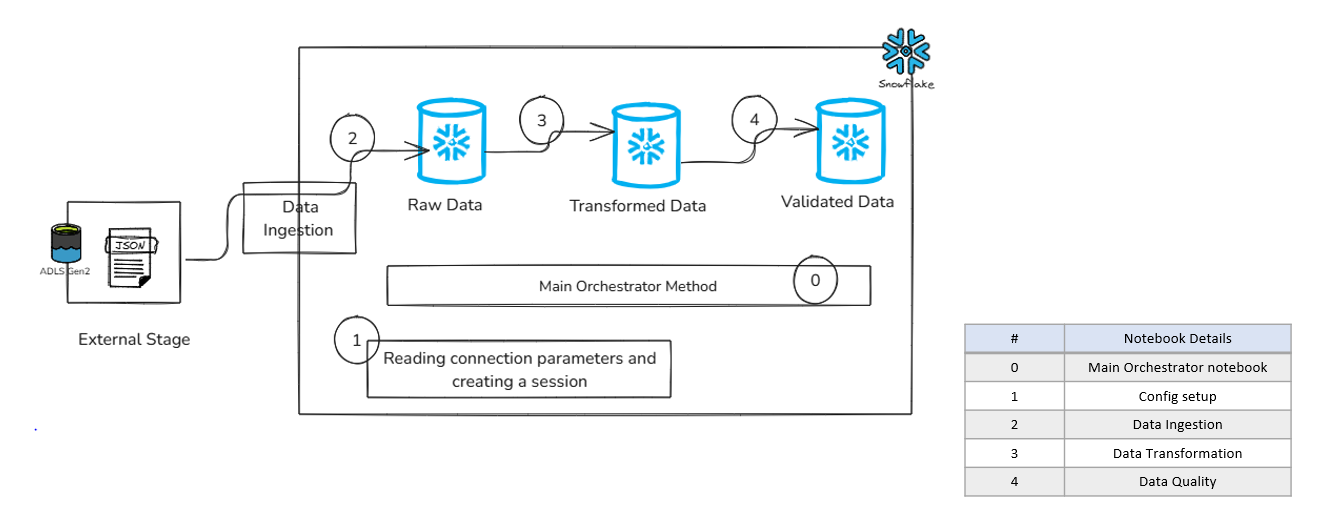 Snowflake
2
3
4
Raw Data
Transformed Data
Validated Data
Data
Ingestion
JSON
ADLS Gen2
External Stage
Main Orchestrator Method
0
1
Reading connection parameters and
creating a session
# Notebook Details
0 Main Orchestrator notebook
1 Config setup
2 Data Ingestion
3 Data Transformation
4 Data Quality